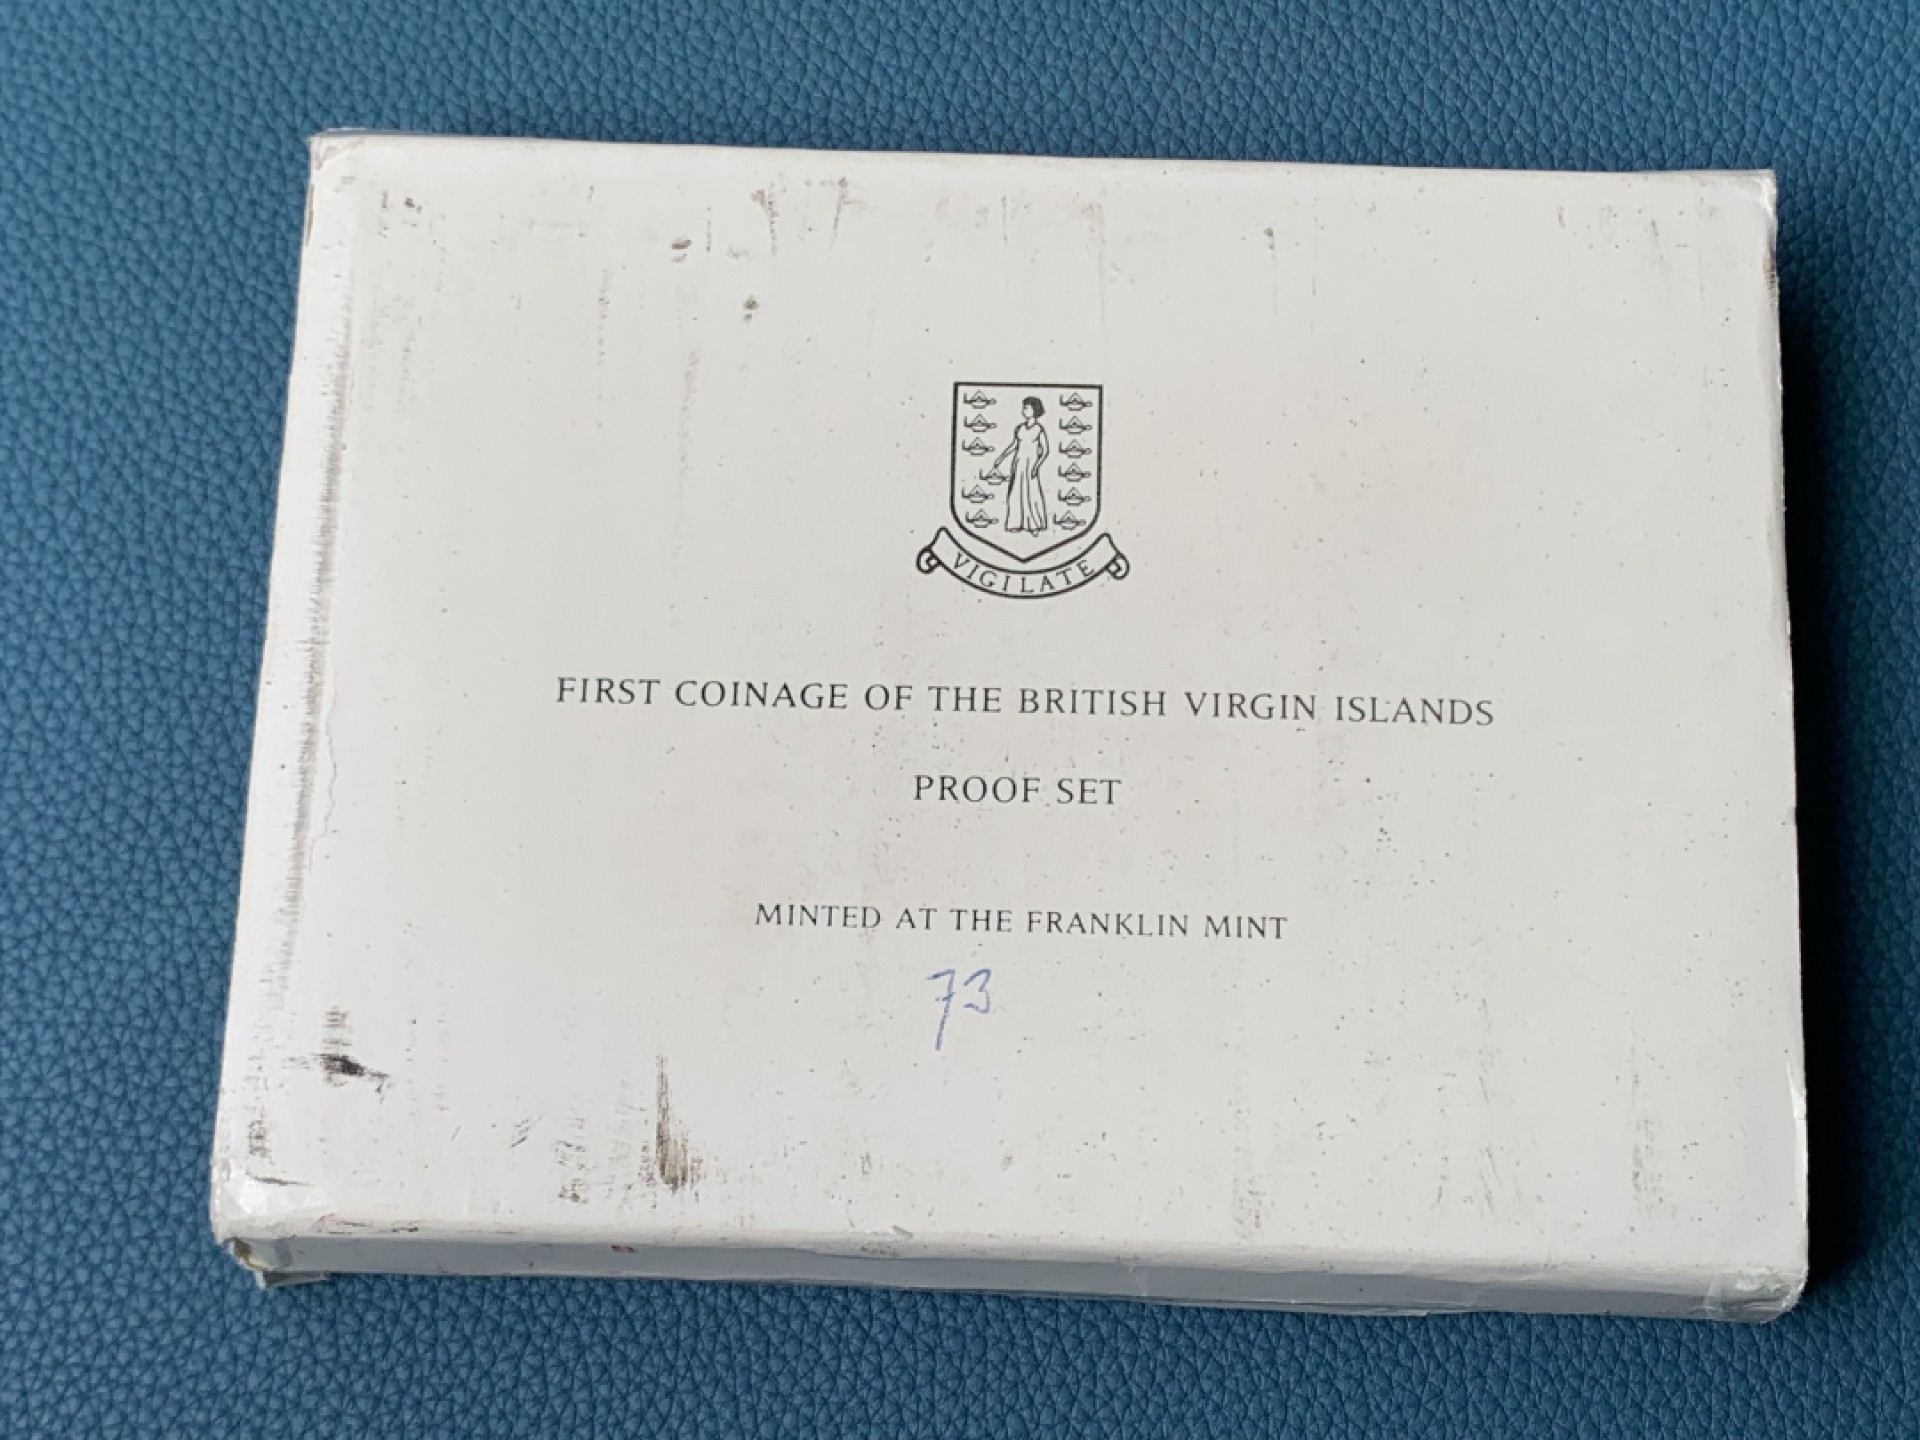 VIGILATE
FIRST COINAGE OF THE BRITISH VIRGIN ISLANDS
PROOF SET
MINTED AT THE FRANKLIN MINT
73